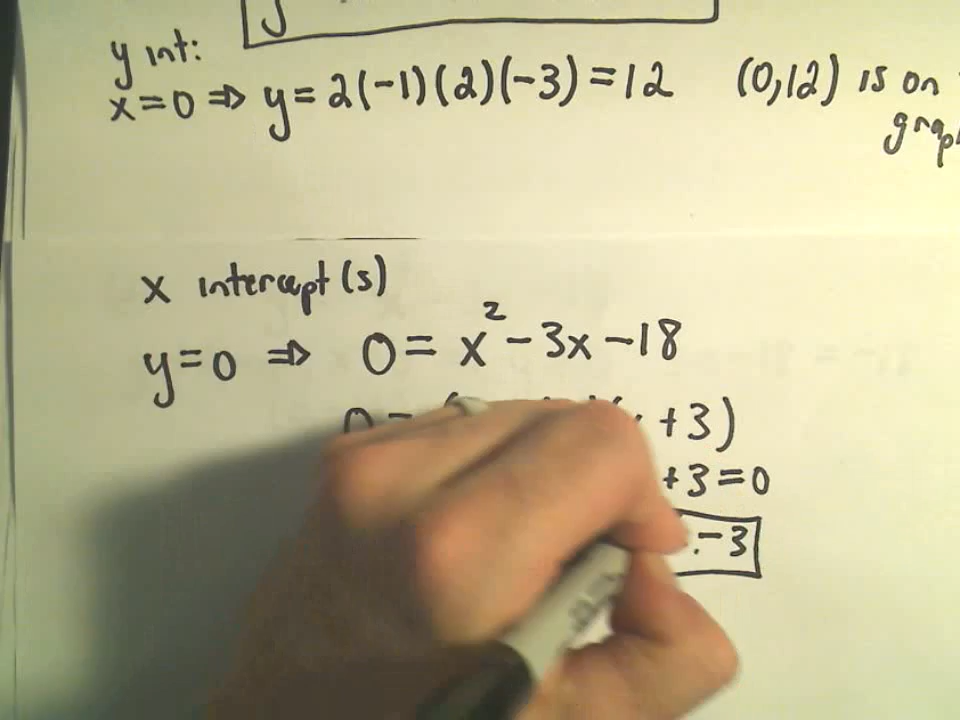 y int:
x=0 ⇒ y=2(-1)(2)(-3)=12 (0,12) is on
x intercept(s)
y=0 ⇒ 0=x²-3x-18
0= +3)
+3=0
-3